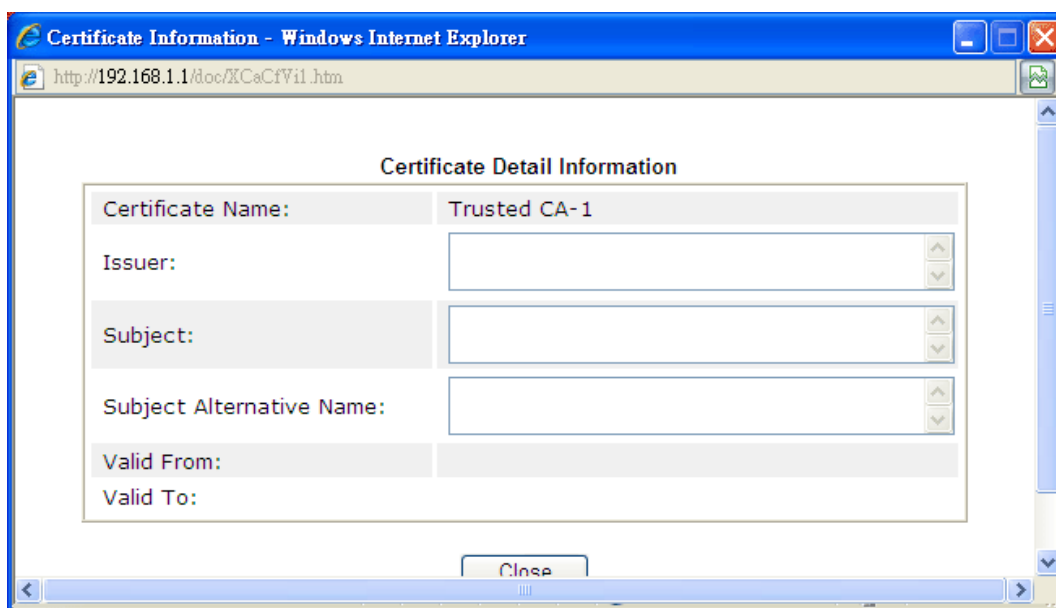 Certificate Information - Windows Internet Explorer
http://192.168.1.1/doc/XCaCfVi1.htm
Certificate Detail Information
Certificate Name: Trusted CA-1
Issuer:
Subject:
Subject Alternative Name:
Valid From:
Valid To:
Close